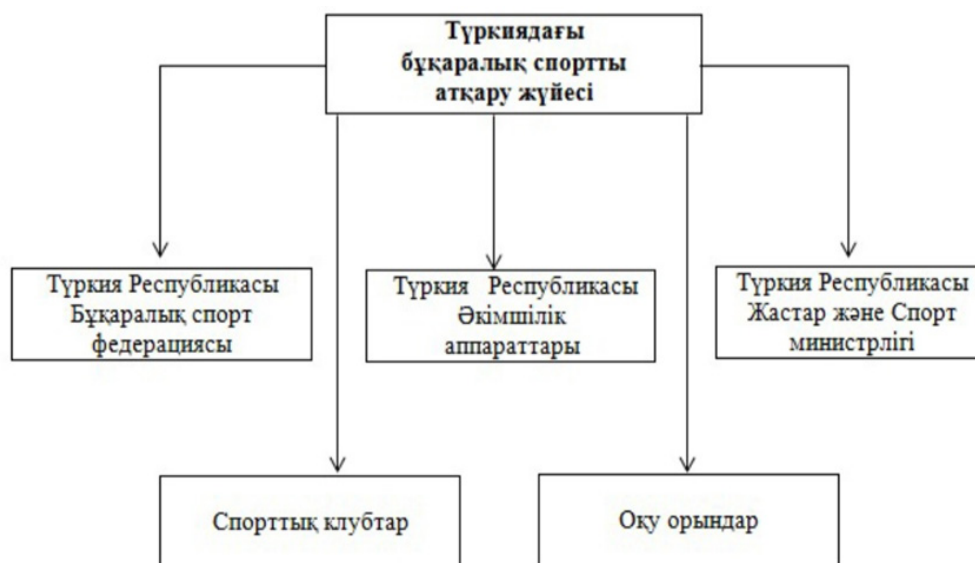 Түркиядағы
бұқаралық спортты
атқару жүйесі
Түркия Республикасы
Бұқаралық спорт
федерациясы
Түркия Республикасы
Әкімшілік
аппараттары
Түркия Республикасы
Жастар және Спорт
министрлігі
Спорттық клубтар
Оқу орындар